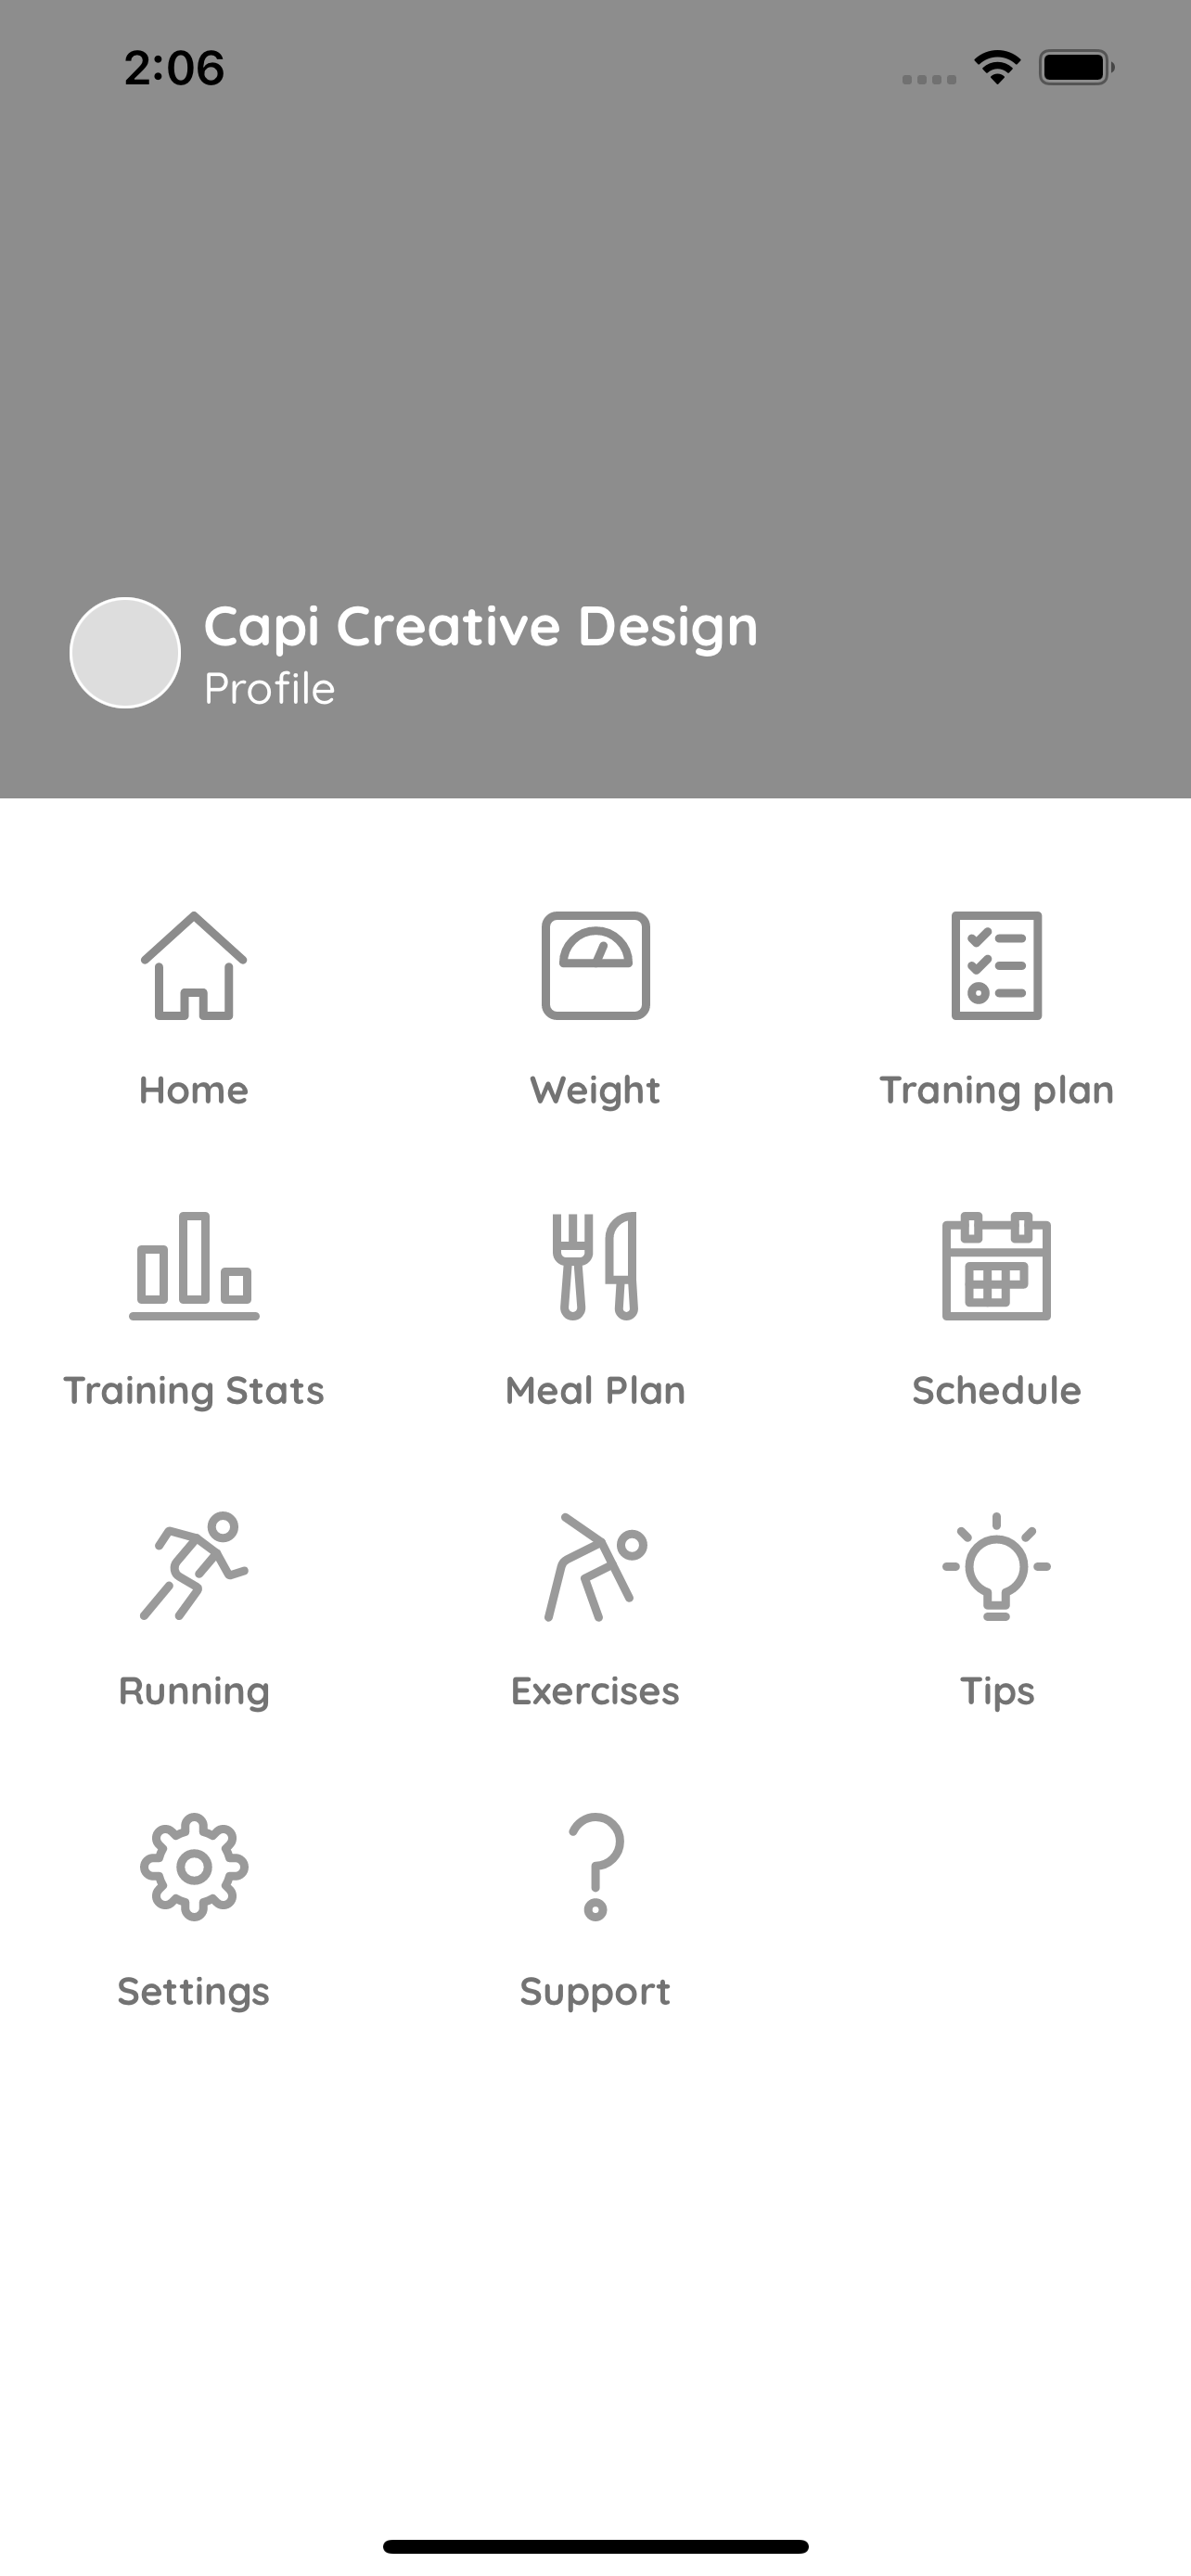 2:06
Capi Creative Design
Profile
Home
Weight
Traning plan
Training Stats
Meal Plan
Schedule
Running
Exercises
Tips
Settings
Support